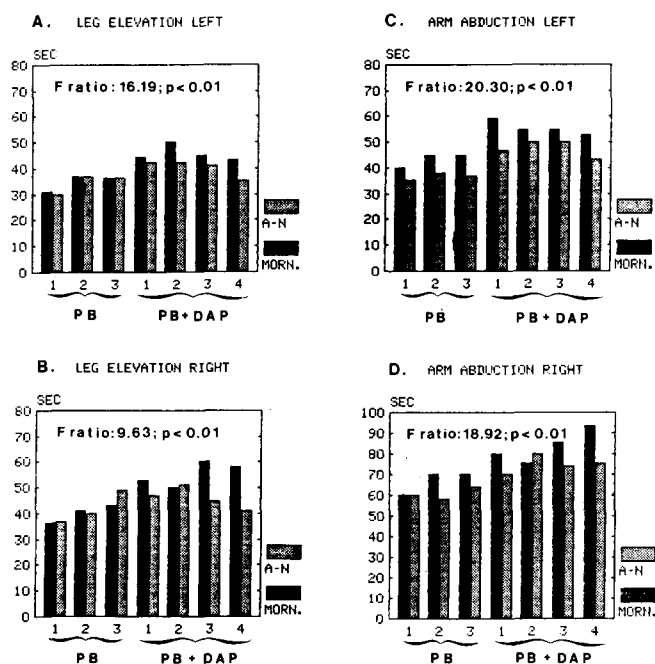 A. LEG ELEVATION LEFT
SEC
80
70
60
50
40
30
20
10
0
F ratio: 16.19; p<0.01
A-N
MORN.
1 2 3 1 2 3 4
PB PB+DAP
B. LEG ELEVATION RIGHT
SEC
80
70
60
50
40
30
20
10
0
F ratio: 9.63; p<0.01
A-N
MORN.
1 2 3 1 2 3 4
PB PB+DAP
C. ARM ABDUCTION LEFT
SEC
80
70
60
50
40
30
20
10
0
F ratio: 20.30; p<0.01
A-N
MORN.
1 2 3 1 2 3 4
PB PB+DAP
D. ARM ABDUCTION RIGHT
SEC
100
90
80
70
60
50
40
30
20
10
0
F ratio: 18.92; p<0.01
A-N
MORN.
1 2 3 1 2 3 4
PB PB+DAP